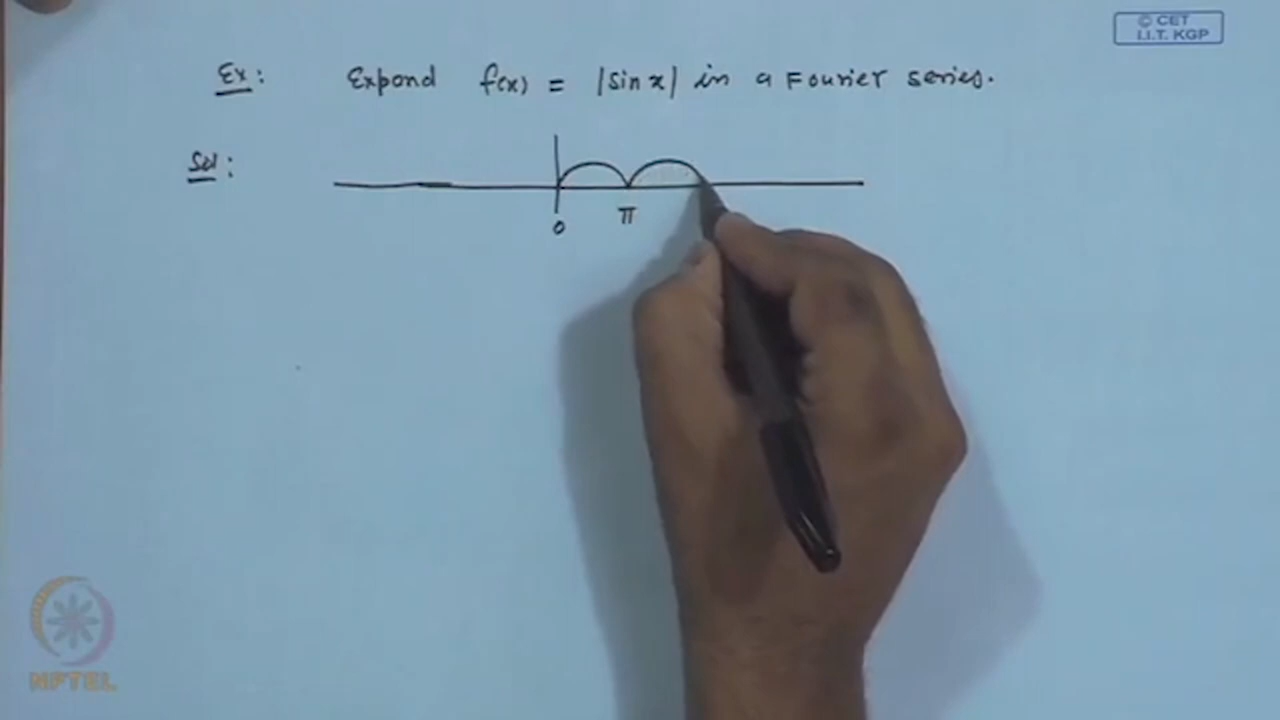 © CET
I.I.T. KGP
Ex: Expand f(x) = |sin x| in a Fourier series.
Sol:
0 π
NPTEL